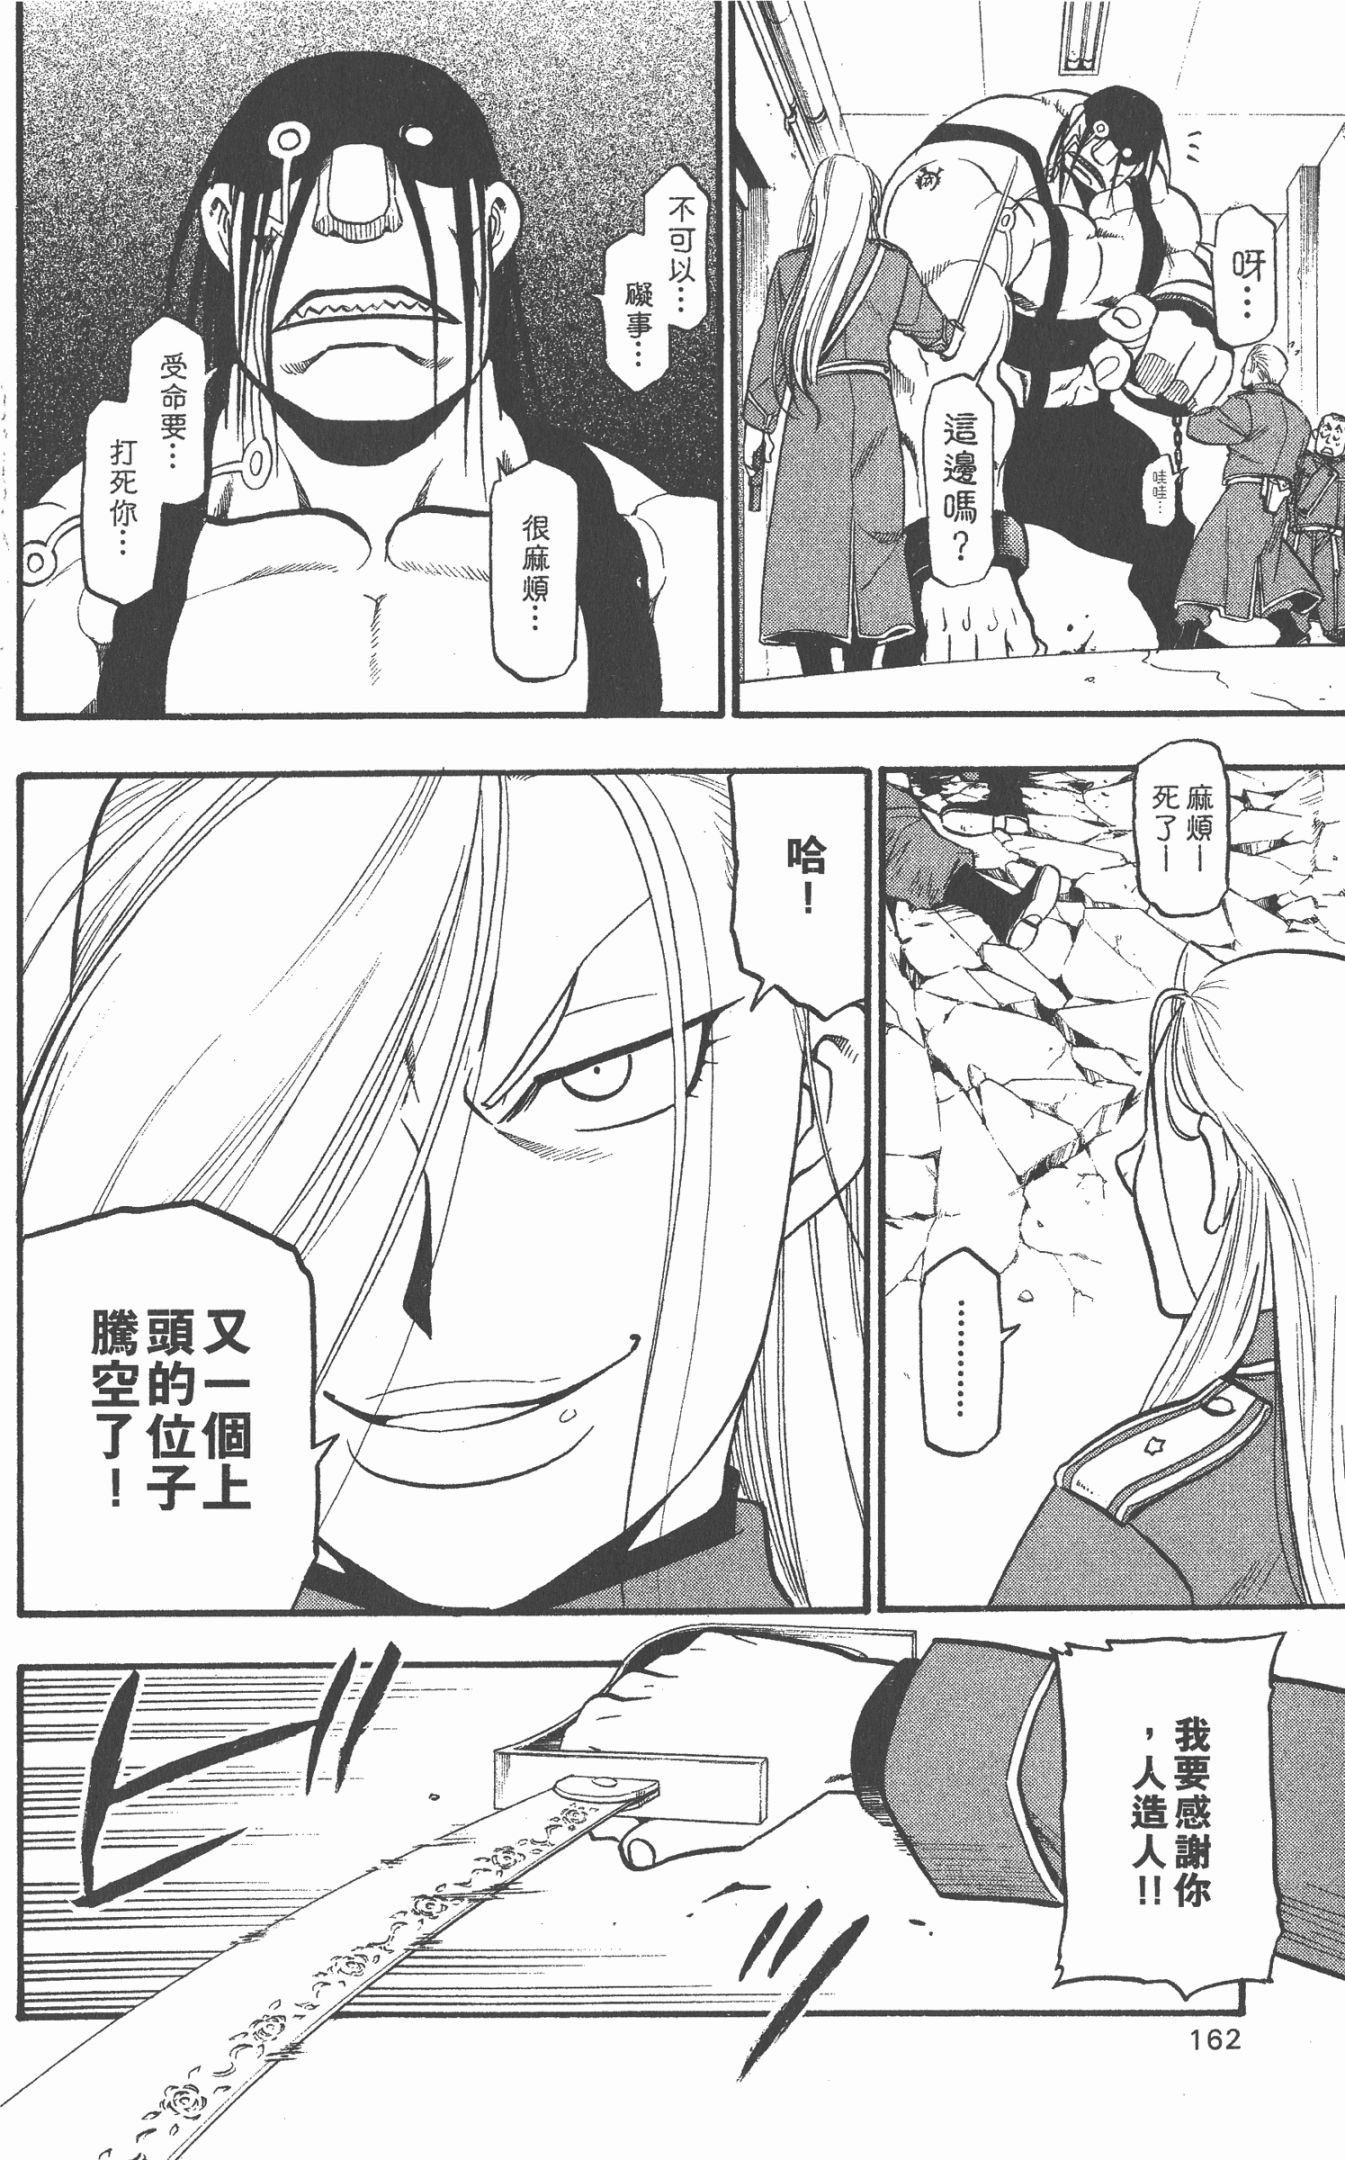 呀…
這邊嗎？
哇哇…
不可以…
礙事…
很麻煩…
受命要…
打死你…
麻煩－
死了－
…………
哈！
又一個上
頭的位子
騰空了！
我要感謝你
，人造人!!
ビッ
162